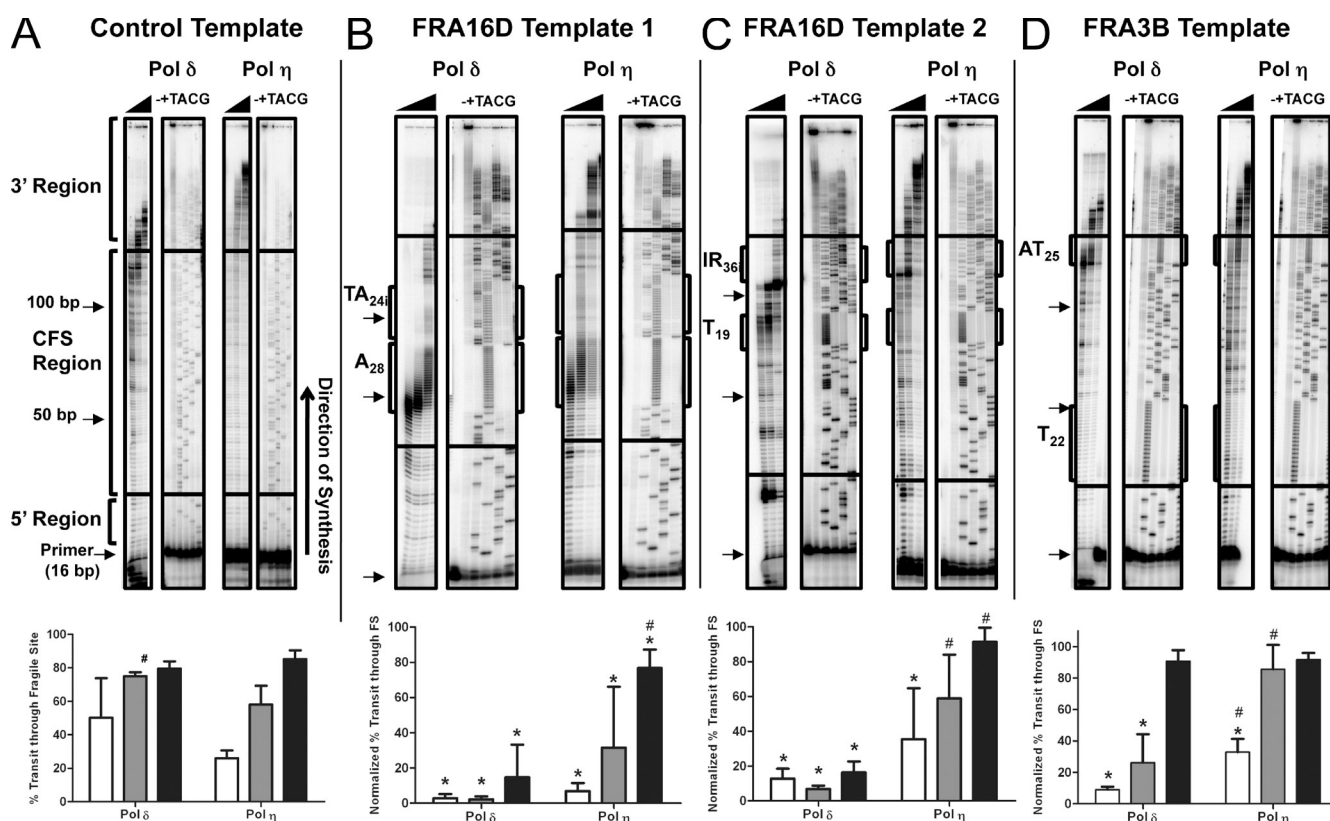 A Control Template
Pol δ Pol η
-+TACG -+TACG
3' Region
100 bp
CFS
Region
50 bp
5' Region
Primer
(16 bp)
Direction of Synthesis
% Transit through Fragile Site
100
80
60
40
20
0
#
Pol δ Pol η
B FRA16D Template 1
Pol δ Pol η
-+TACG -+TACG
TA24i
A28
Normalized % Transit through FS
100
80
60
40
20
0
* * * * * # *
Pol δ Pol η
C FRA16D Template 2
Pol δ Pol η
-+TACG -+TACG
IR36i
T19
Normalized % Transit through FS
100
80
60
40
20
0
* * * * # #
Pol δ Pol η
D FRA3B Template
Pol δ Pol η
-+TACG -+TACG
AT25
T22
Normalized % Transit through FS
100
80
60
40
20
0
* * # * #
Pol δ Pol η